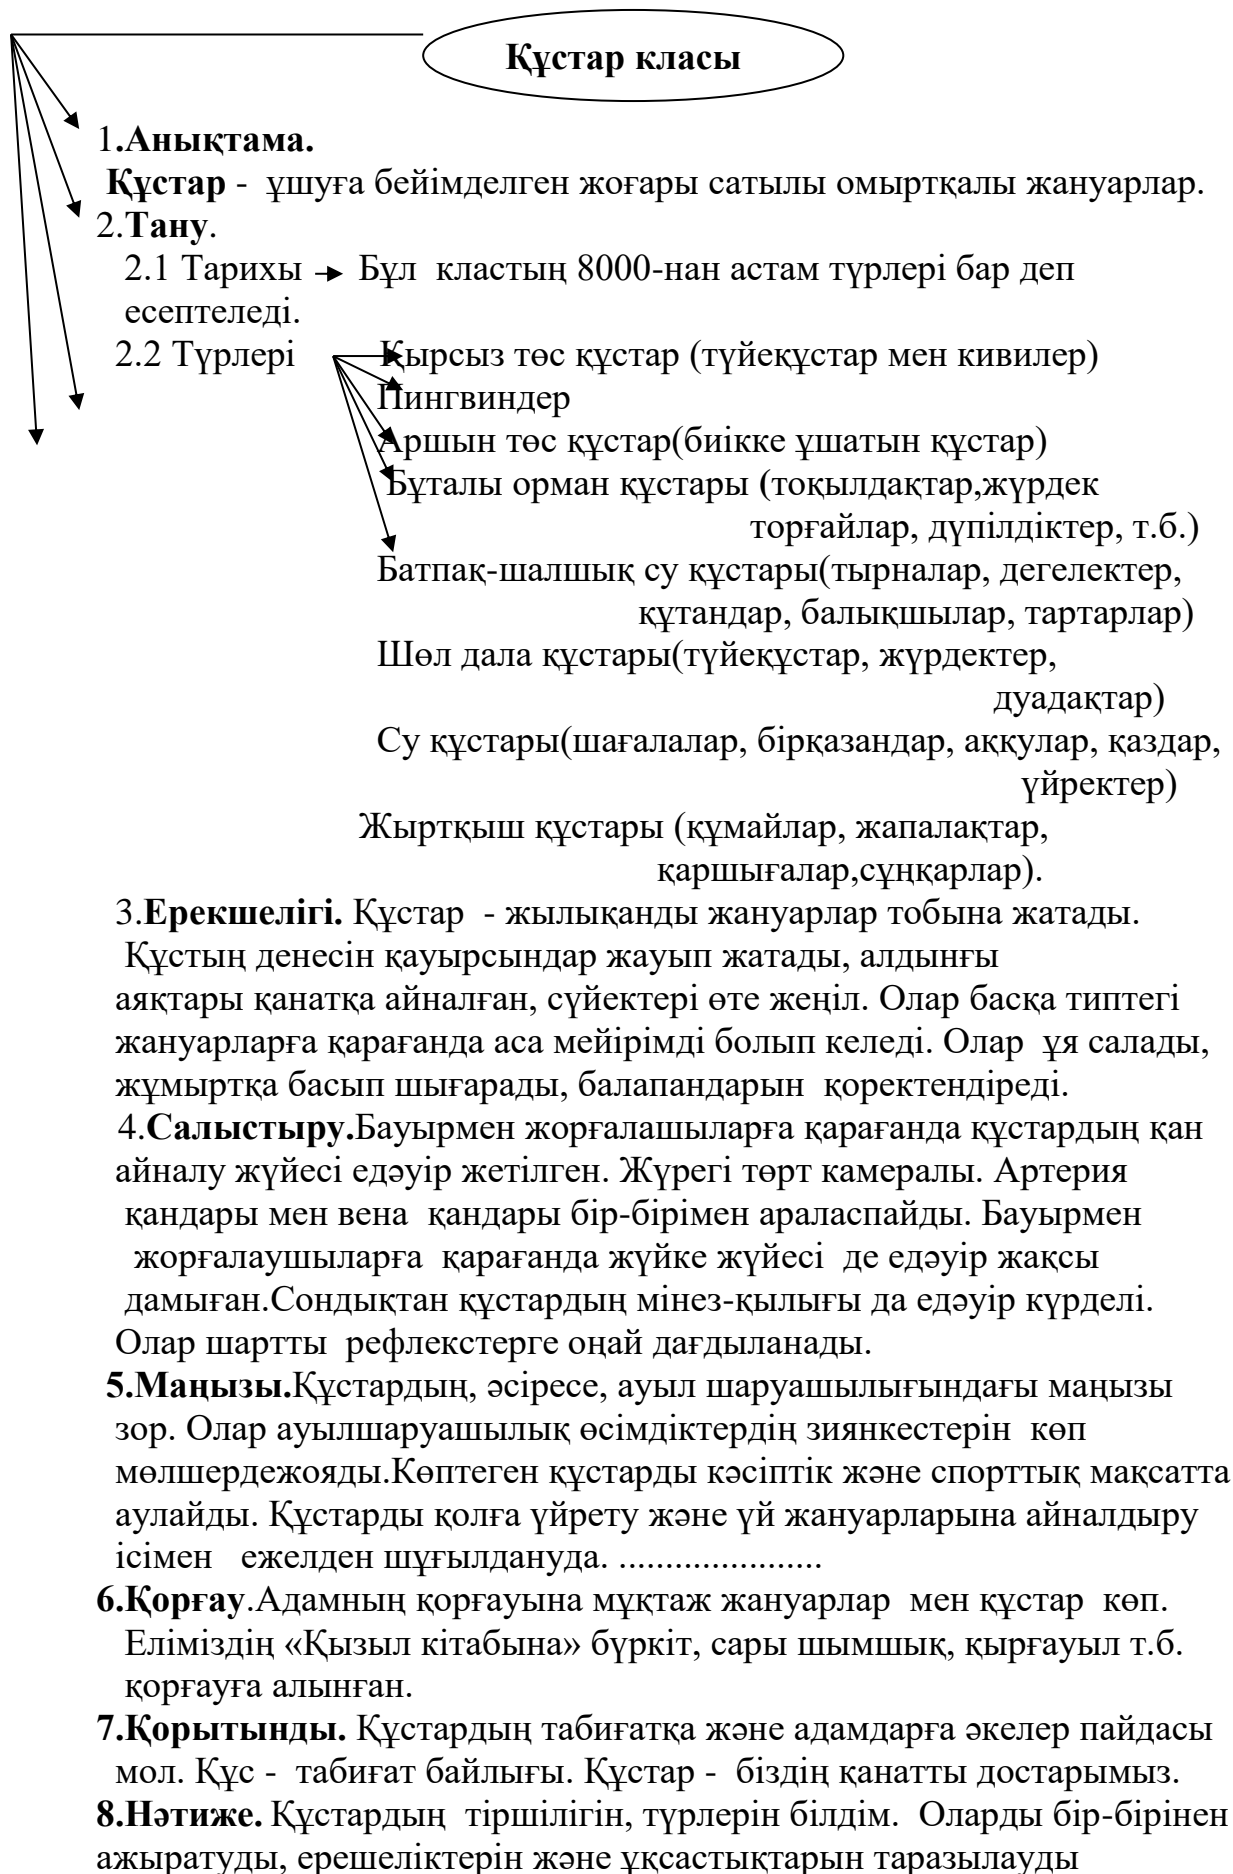 Құстар класы
1.Анықтама.
Құстар - ұшуға бейімделген жоғары сатылы омыртқалы жануарлар.
2.Тану.
2.1 Тарихы Бұл кластың 8000-нан астам түрлері бар деп
есептеледі.
2.2 Түрлері Қырсыз төс құстар (түйеқұстар мен кивилер)
Пингвиндер
Аршын төс құстар(биікке ұшатын құстар)
Бұталы орман құстары (тоқылдақтар,жүрдек
торғайлар, дүпілдіктер, т.б.)
Батпақ-шалшық су құстары(тырналар, дегелектер,
құтандар, балықшылар, тартарлар)
Шөл дала құстары(түйеқұстар, жүрдектер,
дуадақтар)
Су құстары(шағалалар, бірқазандар, аққулар, қаздар,
үйректер)
Жыртқыш құстары (құмайлар, жапалақтар,
қаршығалар,сұңқарлар).
3.Ерекшелігі. Құстар - жылықанды жануарлар тобына жатады.
Құстың денесін қауырсындар жауып жатады, алдынғы
аяқтары қанатқа айналған, сүйектері өте жеңіл. Олар басқа типтегі
жануарларға қарағанда аса мейірімді болып келеді. Олар ұя салады,
жұмыртқа басып шығарады, балапандарын қоректендіреді.
4.Салыстыру.Бауырмен жорғалашыларға қарағанда құстардың қан
айналу жүйесі едәуір жетілген. Жүрегі төрт камералы. Артерия
қандары мен вена қандары бір-бірімен араласпайды. Бауырмен
жорғалаушыларға қарағанда жүйке жүйесі де едәуір жақсы
дамыған.Сондықтан құстардың мінез-қылығы да едәуір күрделі.
Олар шартты рефлекстерге оңай дағдыланады.
5.Маңызы.Құстардың, әсіресе, ауыл шаруашылығындағы маңызы
зор. Олар ауылшаруашылық өсімдіктердің зиянкестерін көп
мөлшердежояды.Көптеген құстарды кәсіптік және спорттық мақсатта
аулайды. Құстарды қолға үйрету және үй жануарларына айналдыру
ісімен ежелден шұғылдануда. ......................
6.Қорғау.Адамның қорғауына мұқтаж жануарлар мен құстар көп.
Еліміздің «Қызыл кітабына» бүркіт, сары шымшық, қырғауыл т.б.
қорғауға алынған.
7.Қорытынды. Құстардың табиғатқа және адамдарға әкелер пайдасы
мол. Құс - табиғат байлығы. Құстар - біздің қанатты достарымыз.
8.Нәтиже. Құстардың тіршілігін, түрлерін білдім. Оларды бір-бірінен
ажыратуды, ерешеліктерін және ұқсастықтарын таразылауды